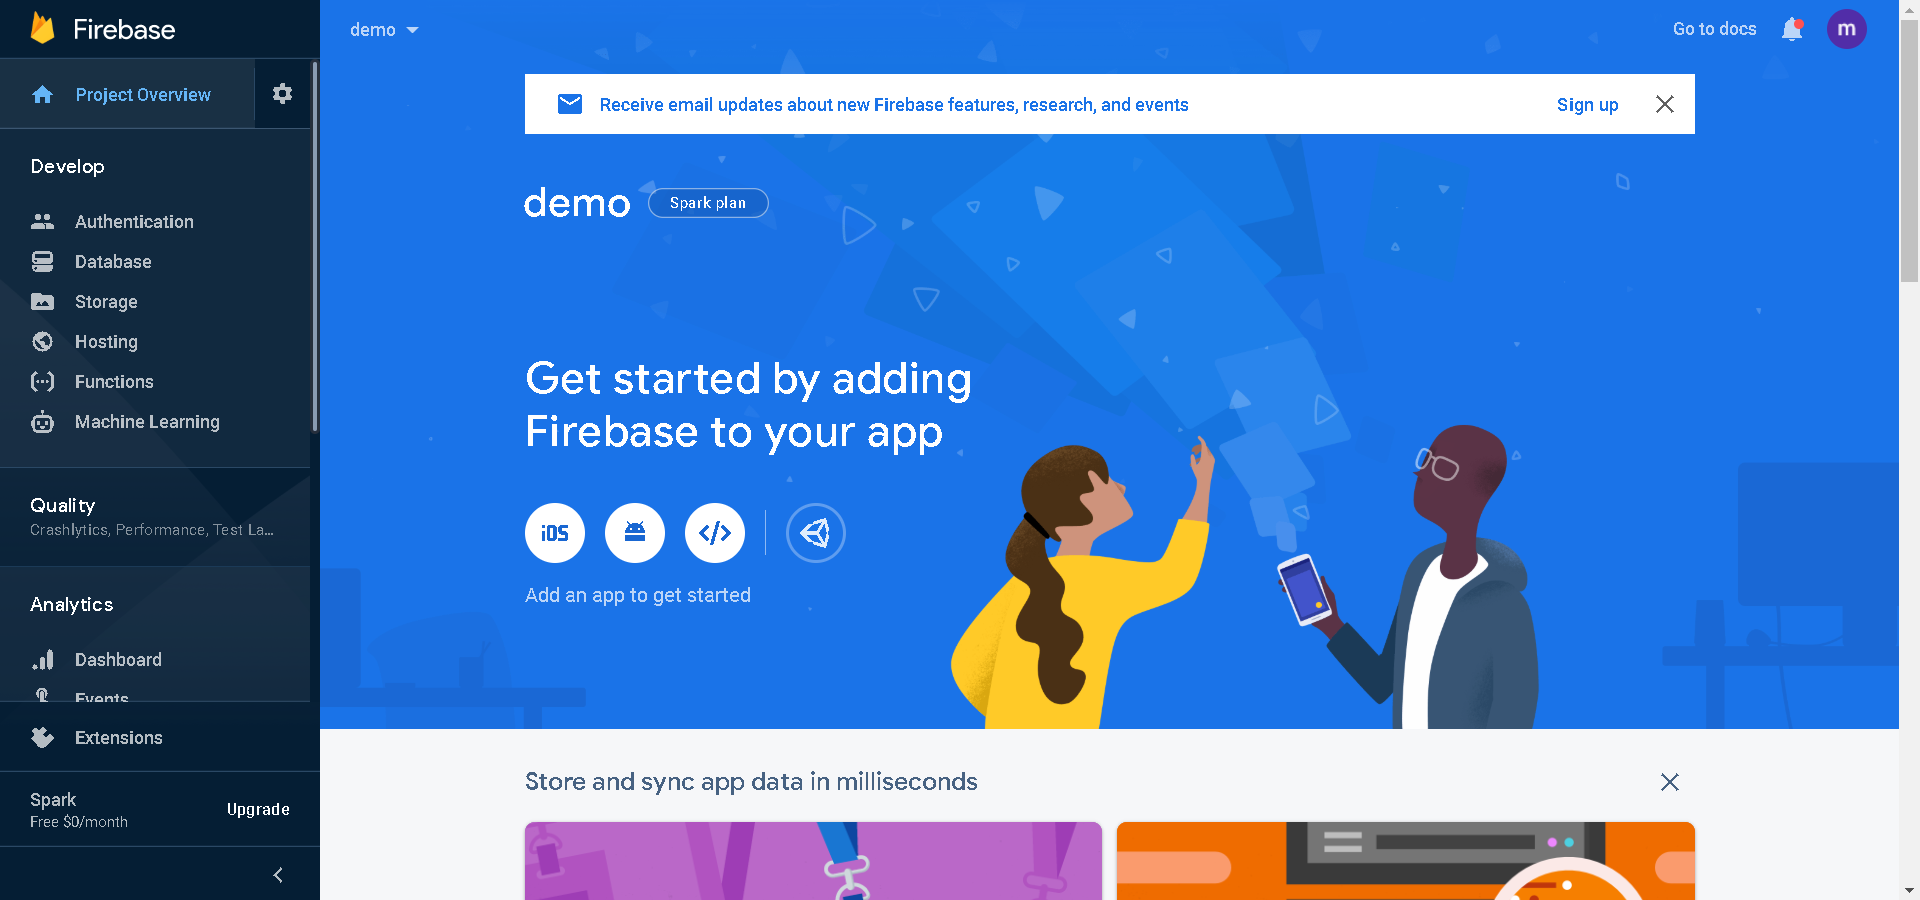 Firebase
Project Overview
Develop
Authentication
Database
Storage
Hosting
Functions
Machine Learning
Quality
Crashlytics, Performance, Test La...
Analytics
Dashboard
Events
Extensions
Spark
Free $0/month
Upgrade
demo
Go to docs
m
Receive email updates about new Firebase features, research, and events
Sign up
demo
Spark plan
Get started by adding
Firebase to your app
iOS
Add an app to get started
Store and sync app data in milliseconds